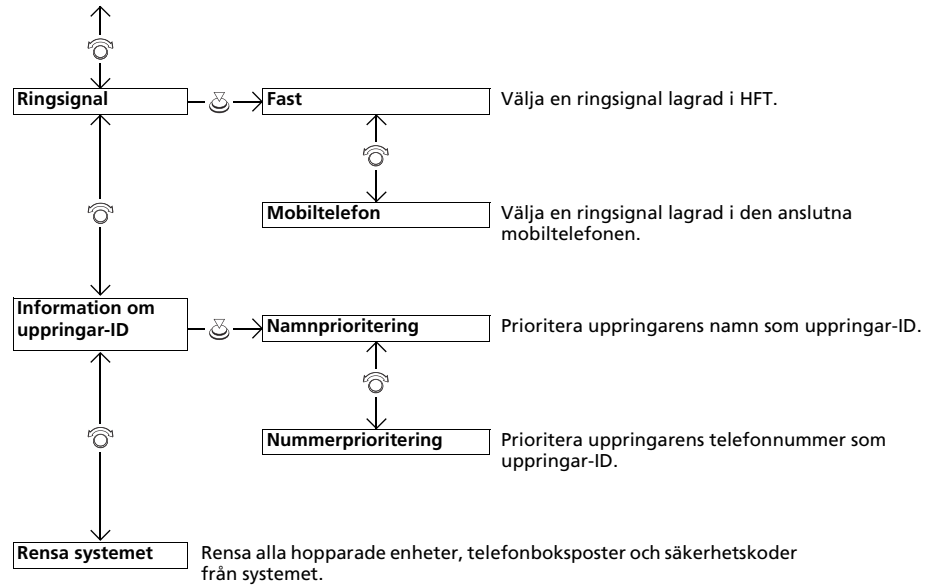 Ringsignal
Fast
Välja en ringsignal lagrad i HFT.
Mobiltelefon
Välja en ringsignal lagrad i den anslutna
mobiltelefonen.
Information om
uppringar-ID
Namnprioritering
Prioritera uppringarens namn som uppringar-ID.
Nummerprioritering
Prioritera uppringarens telefonnummer som
uppringar-ID.
Rensa systemet
Rensa alla hopparade enheter, telefonboksposter och säkerhetskoder
från systemet.